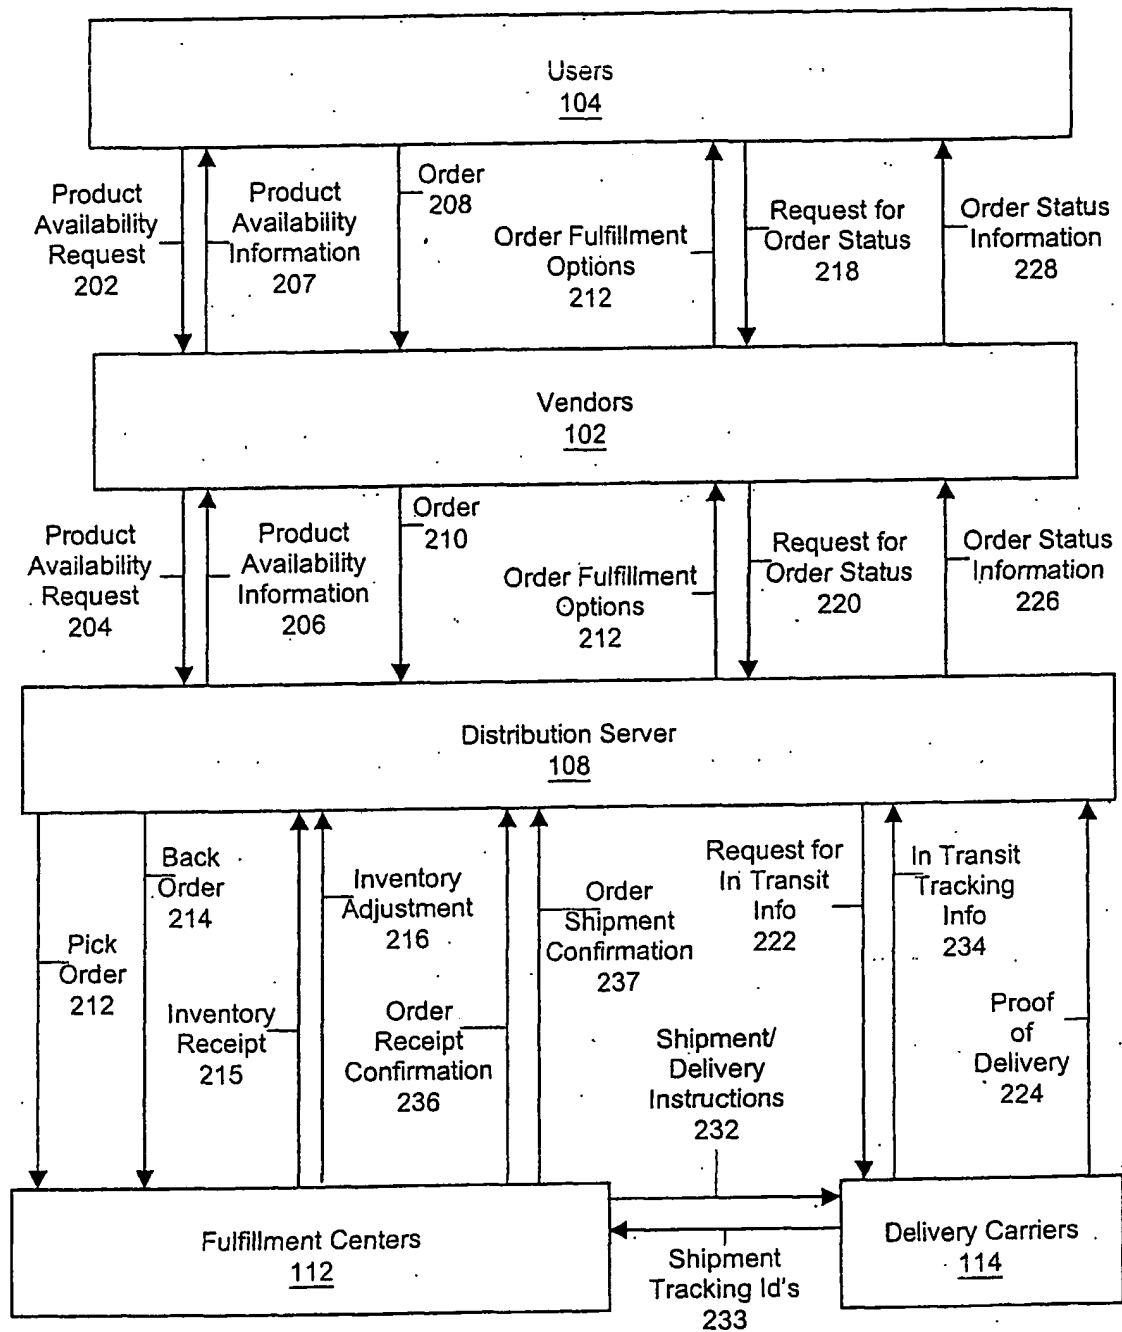 Users
104
Product
Availability
Request
202
Product
Availability
Information
207
Order
208
Order Fulfillment
Options
212
Request for
Order Status
218
Order Status
Information
228
Vendors
102
Product
Availability
Request
204
Product
Availability
Information
206
Order
210
Order Fulfillment
Options
212
Request for
Order Status
220
Order Status
Information
226
Distribution Server
108
Pick
Order
212
Back
Order
214
Inventory
Receipt
215
Inventory
Adjustment
216
Order
Receipt
Confirmation
236
Order
Shipment
Confirmation
237
Request for
In Transit
Info
222
In Transit
Tracking
Info
234
Proof
of
Delivery
224
Shipment/
Delivery
Instructions
232
Fulfillment Centers
112
Shipment
Tracking Id's
233
Delivery Carriers
114